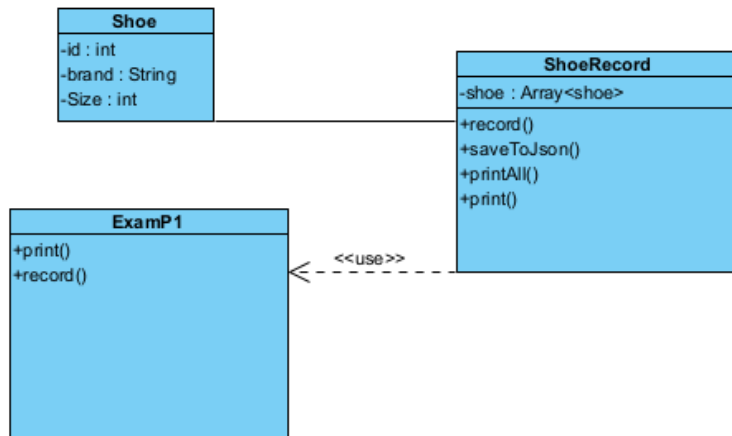 Shoe
-id : int
-brand : String
-Size : int
ShoeRecord
-shoe : Array<shoe>
+record()
+saveToJson()
+printAll()
+print()
ExamP1
+print()
+record()
<<use>>